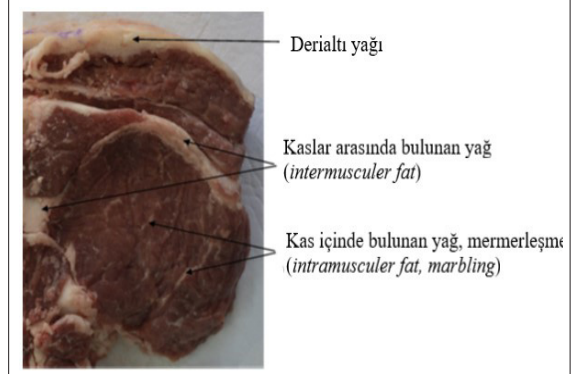 Derialtı yağı
Kaslar arasında bulunan yağ
(intermusculer fat)
Kas içinde bulunan yağ, mermerleşme
(intramusculer fat, marbling)